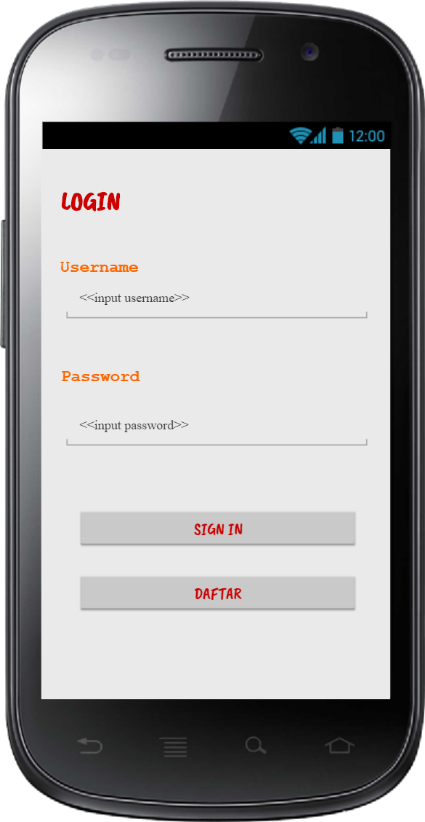 12:00
LOGIN
Username
<<input username>>
Password
<<input password>>
SIGN IN
DAFTAR